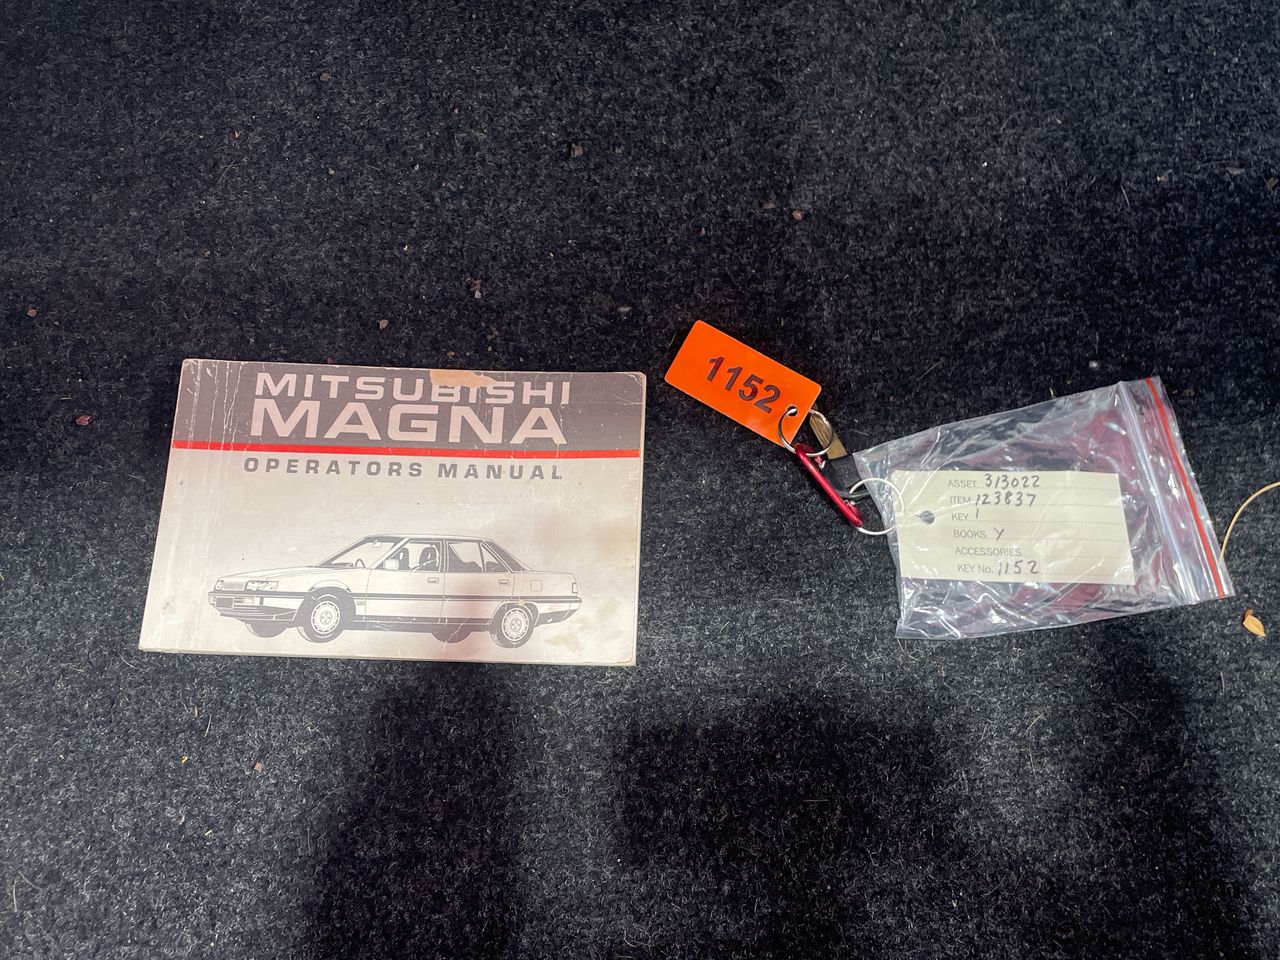 MITSUBISHI
MAGNA
OPERATORS MANUAL
1152
ASSET 313022
ITEM 123837
KEY 1
BOOKS Y
ACCESSORIES
KEY No. 1152